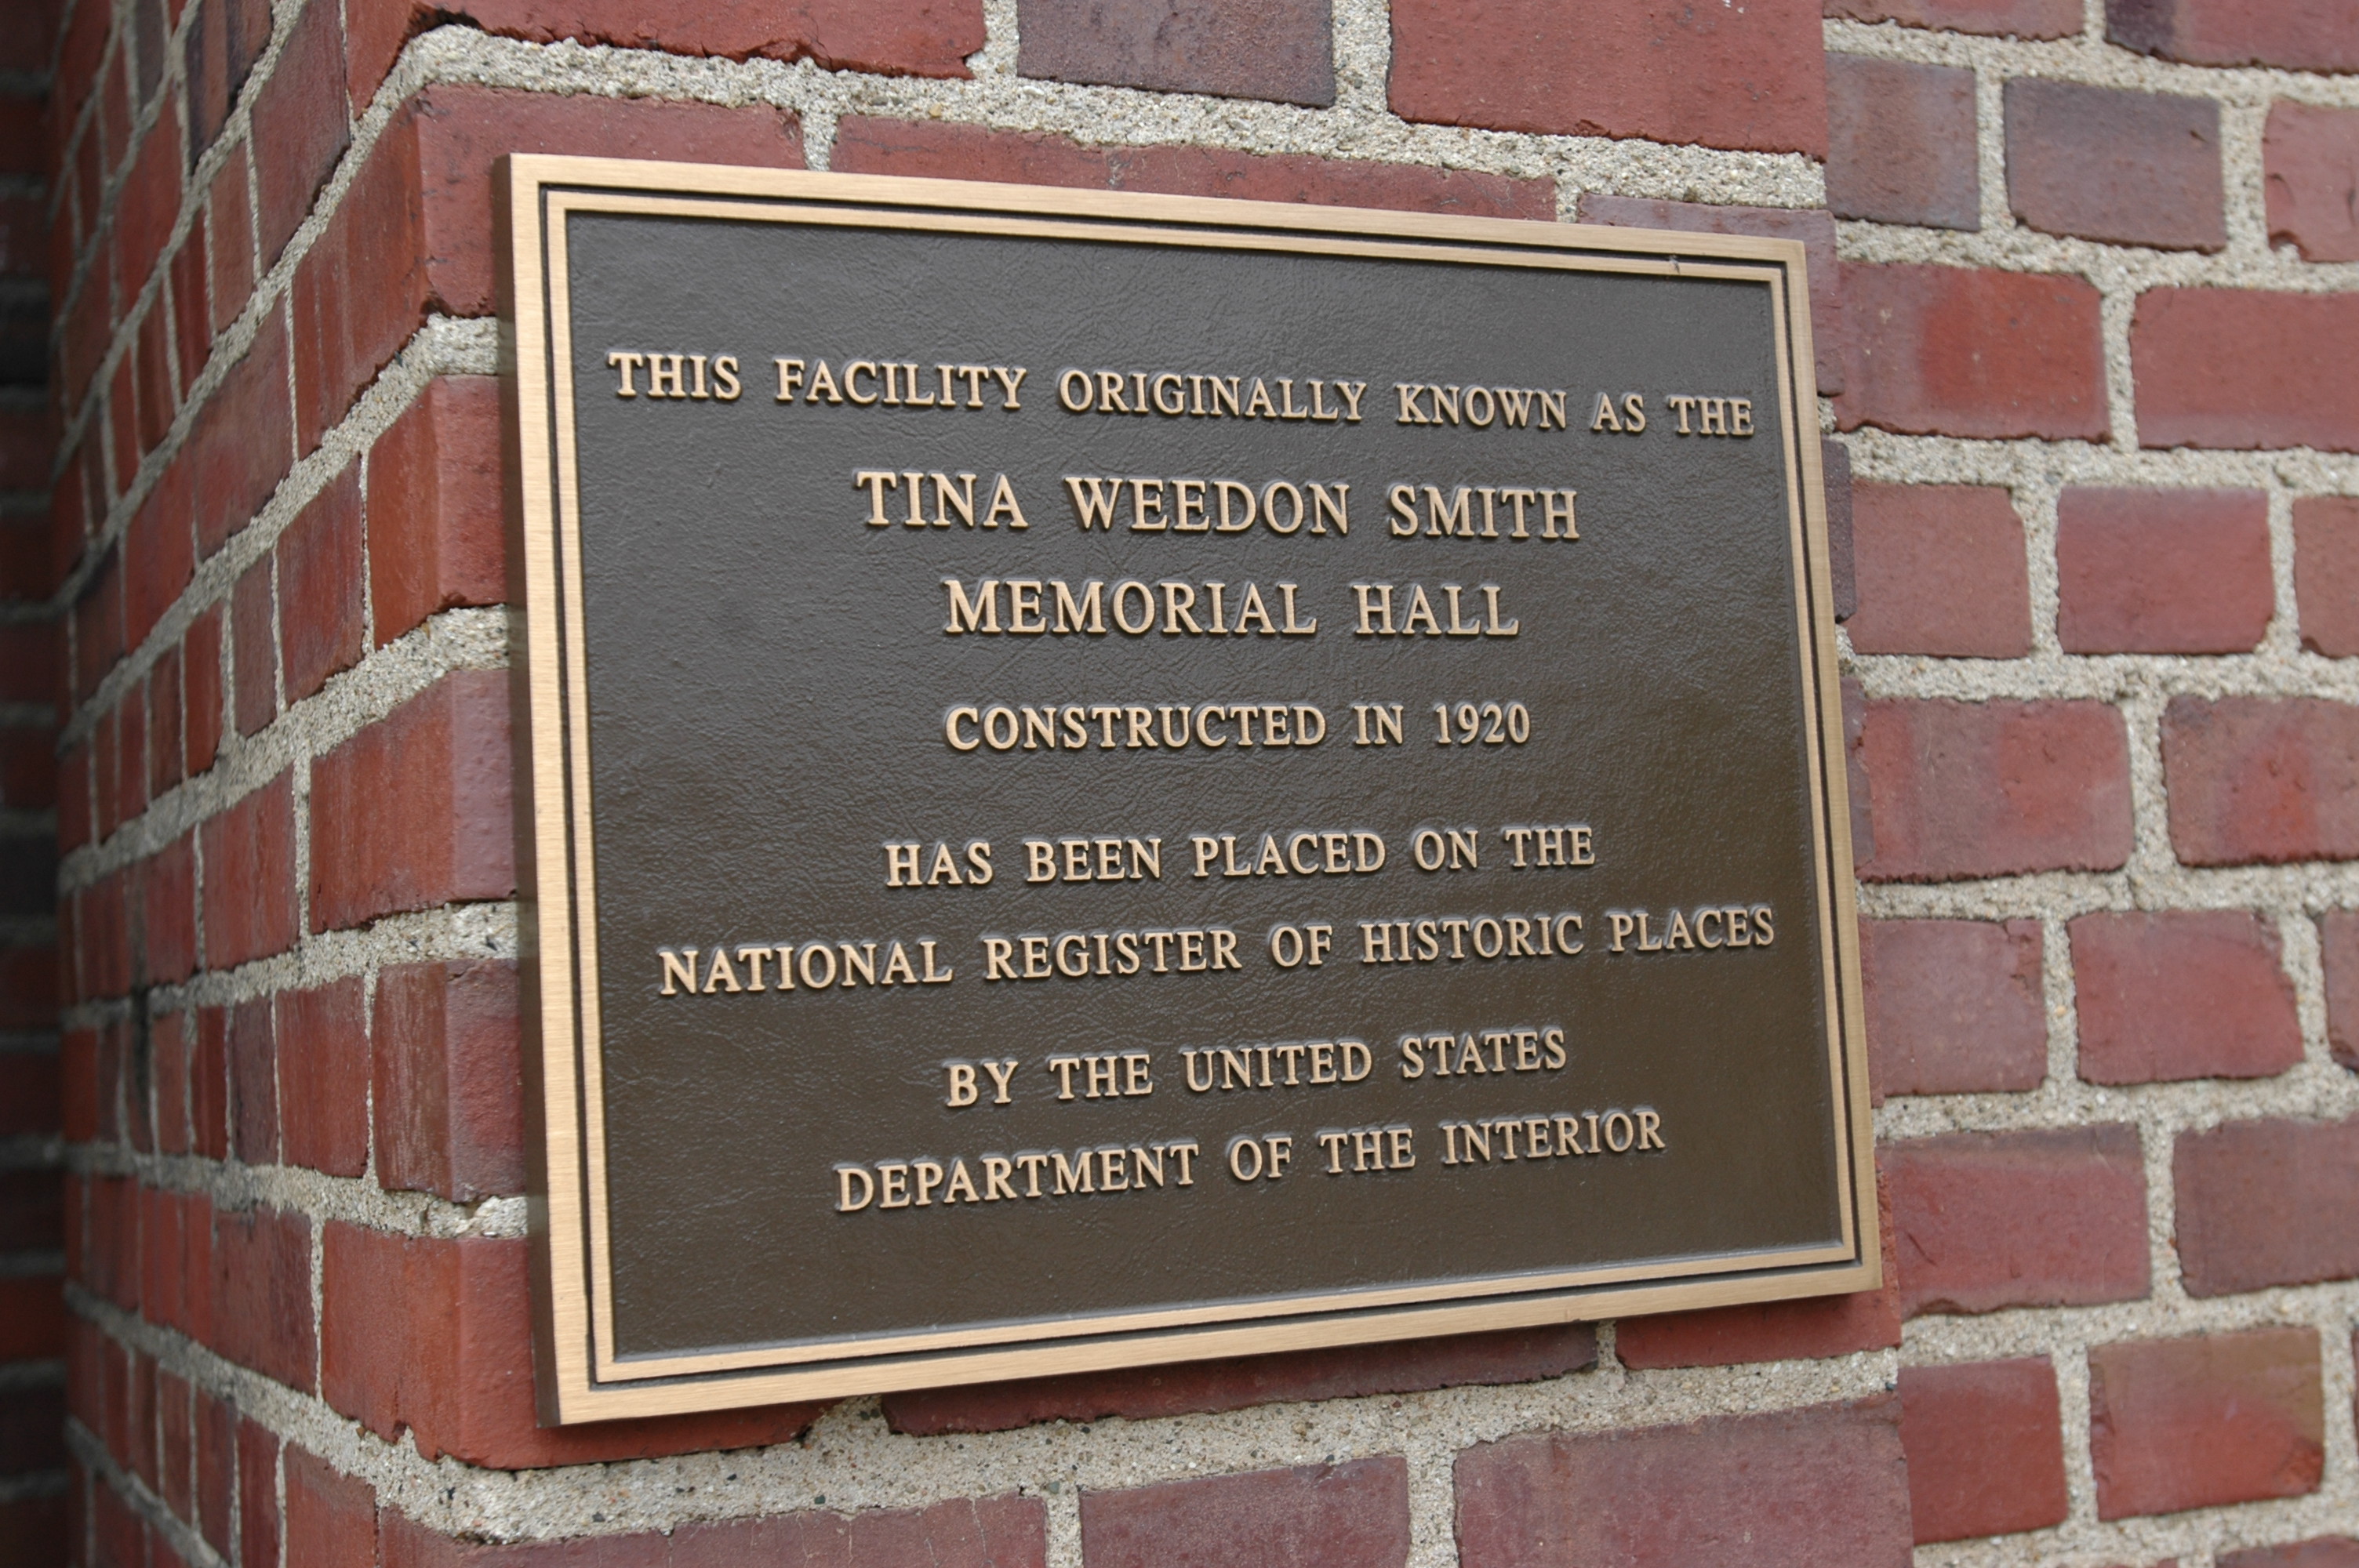 THIS FACILITY ORIGINALLY KNOWN AS THE
TINA WEEDON SMITH
MEMORIAL HALL
CONSTRUCTED IN 1920
HAS BEEN PLACED ON THE
NATIONAL REGISTER OF HISTORIC PLACES
BY THE UNITED STATES
DEPARTMENT OF THE INTERIOR